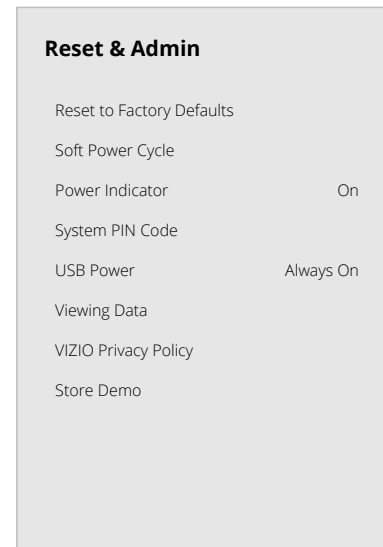 Reset & Admin
Reset to Factory Defaults
Soft Power Cycle
Power Indicator On
System PIN Code
USB Power Always On
Viewing Data
VIZIO Privacy Policy
Store Demo